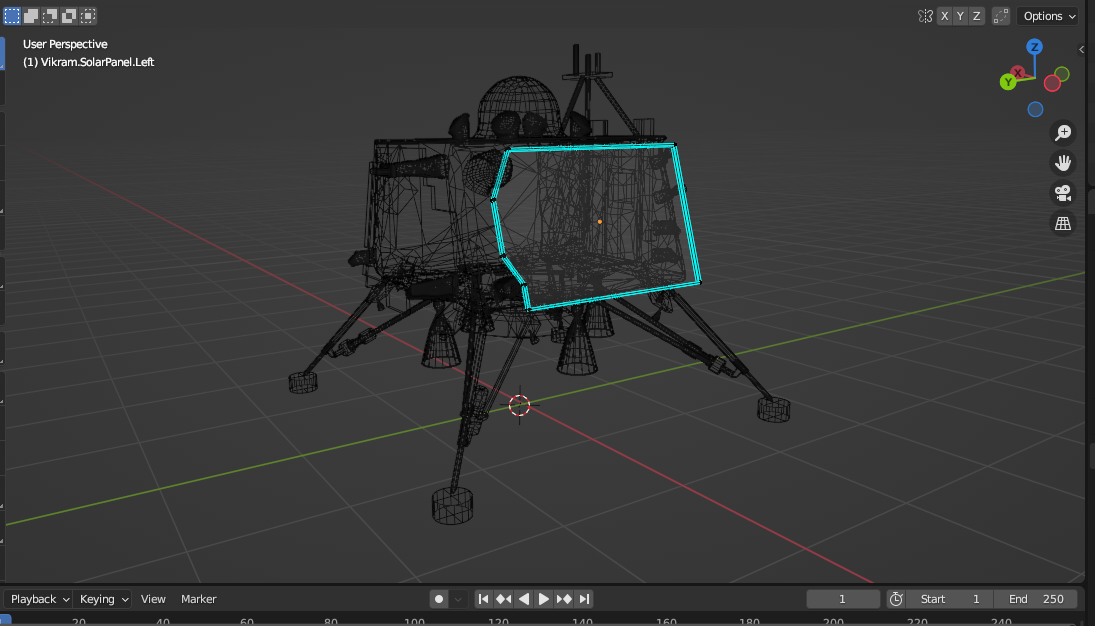 X Y Z Options
User Perspective
(1) Vikram.SolarPanel.Left
Z
X
Y
Playback Keying View Marker 1 Start 1 End 250
20 40 60 80 100 120 140 160 180 200 220 240